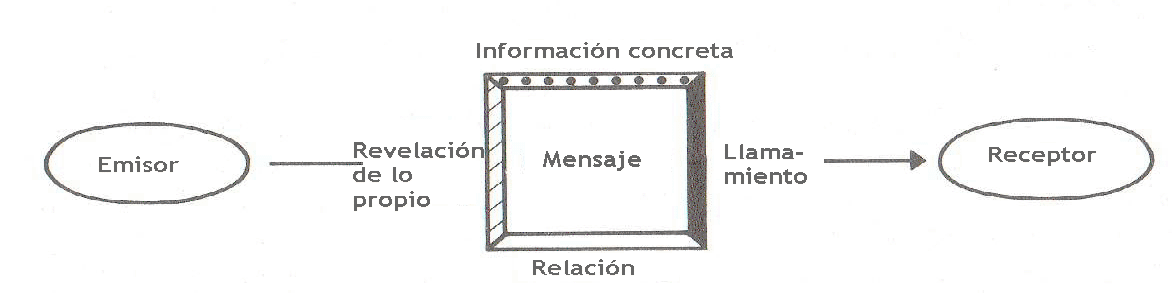 Información concreta
Emisor
Revelación
de lo
propio
Mensaje
Llama-
miento
Receptor
Relación